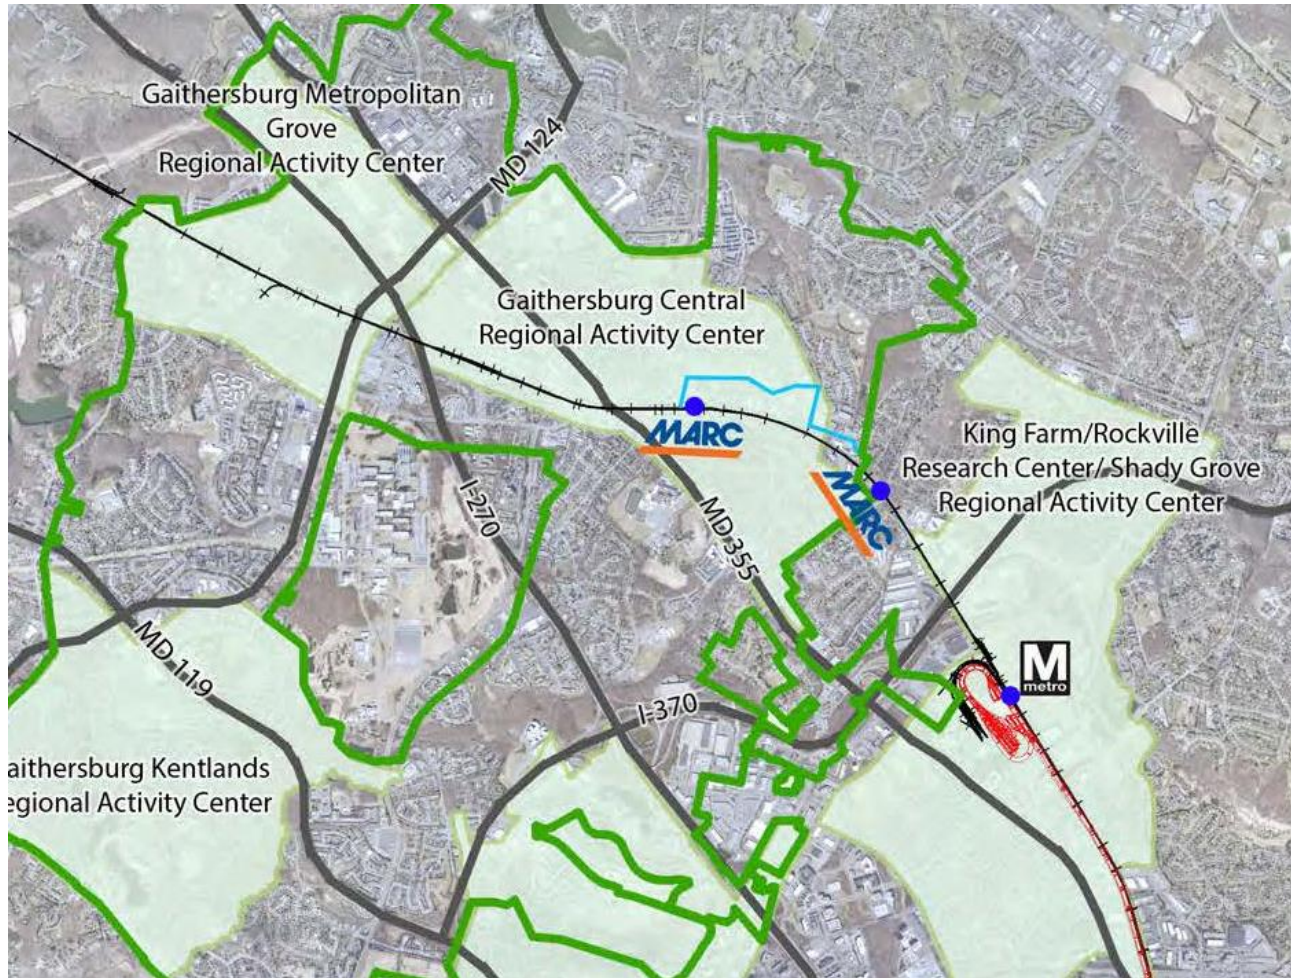 Gaithersburg Metropolitan
Grove
Regional Activity Center
MD 124
Gaithersburg Central
Regional Activity Center
MARC
MARC
King Farm/Rockville
Research Center/ Shady Grove
Regional Activity Center
I-270
MD 355
MD 119
I-370
M
metro
aithersburg Kentlands
egional Activity Center